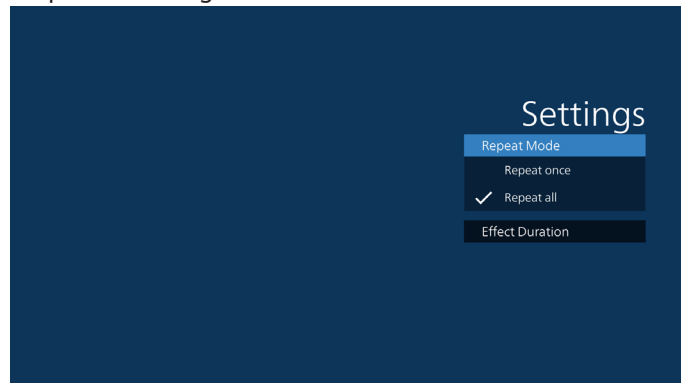 Settings
Repeat Mode
Repeat once
Repeat all
Effect Duration